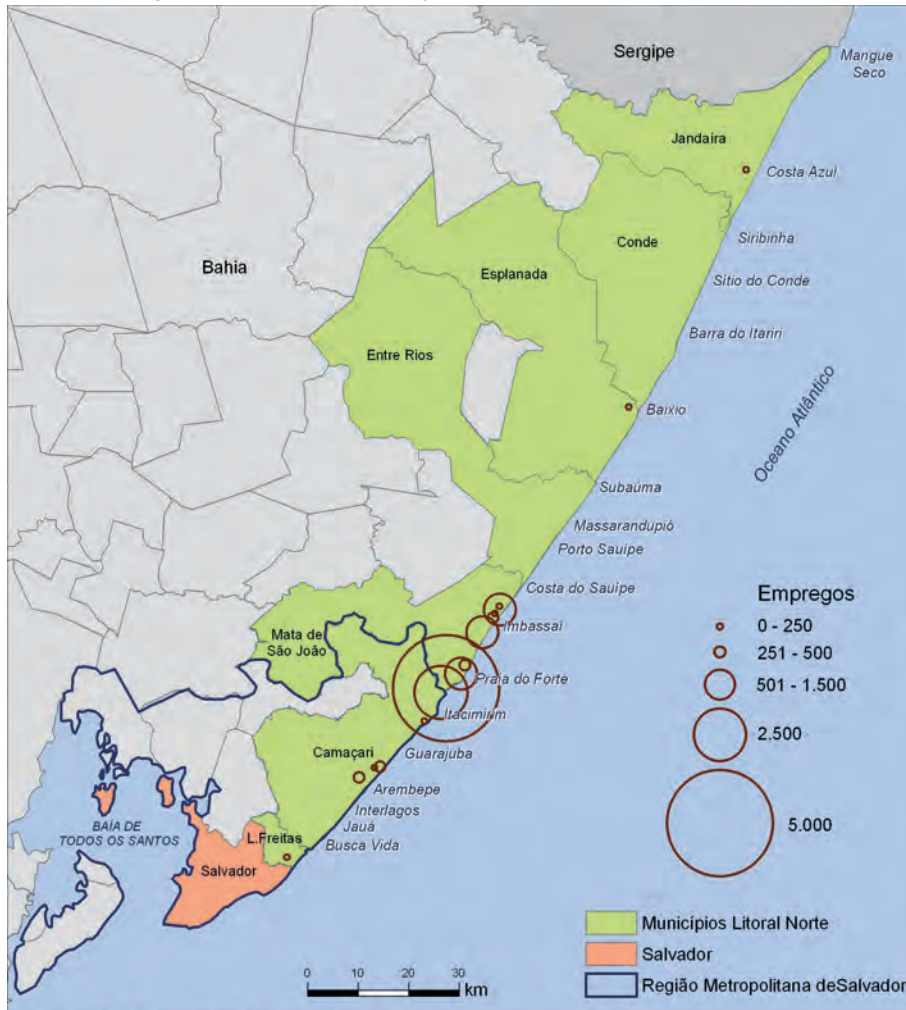 Sergipe
Mangue
Seco
Jandaira
Costa Azul
Conde
Siribinha
Bahia
Esplanada
Sítio do Conde
Barra do Itariri
Entre Rios
Oceano Atlântico
Baixio
Subaúma
Massarandupió
Porto Sauipe
Costa do Sauípe
Empregos
0 - 250
Imbassaí
Mata de
São João
251 - 500
Praia do Forte
501 - 1.500
Itacimirim
2.500
Camaçari
Guarajuba
Arembepe
Interlagos
5.000
BAÍA DE
TODOS OS SANTOS
Jauá
L.Freitas
Busca Vida
Salvador
Municípios Litoral Norte
Salvador
0 10 20 30
km
Região Metropolitana deSalvador